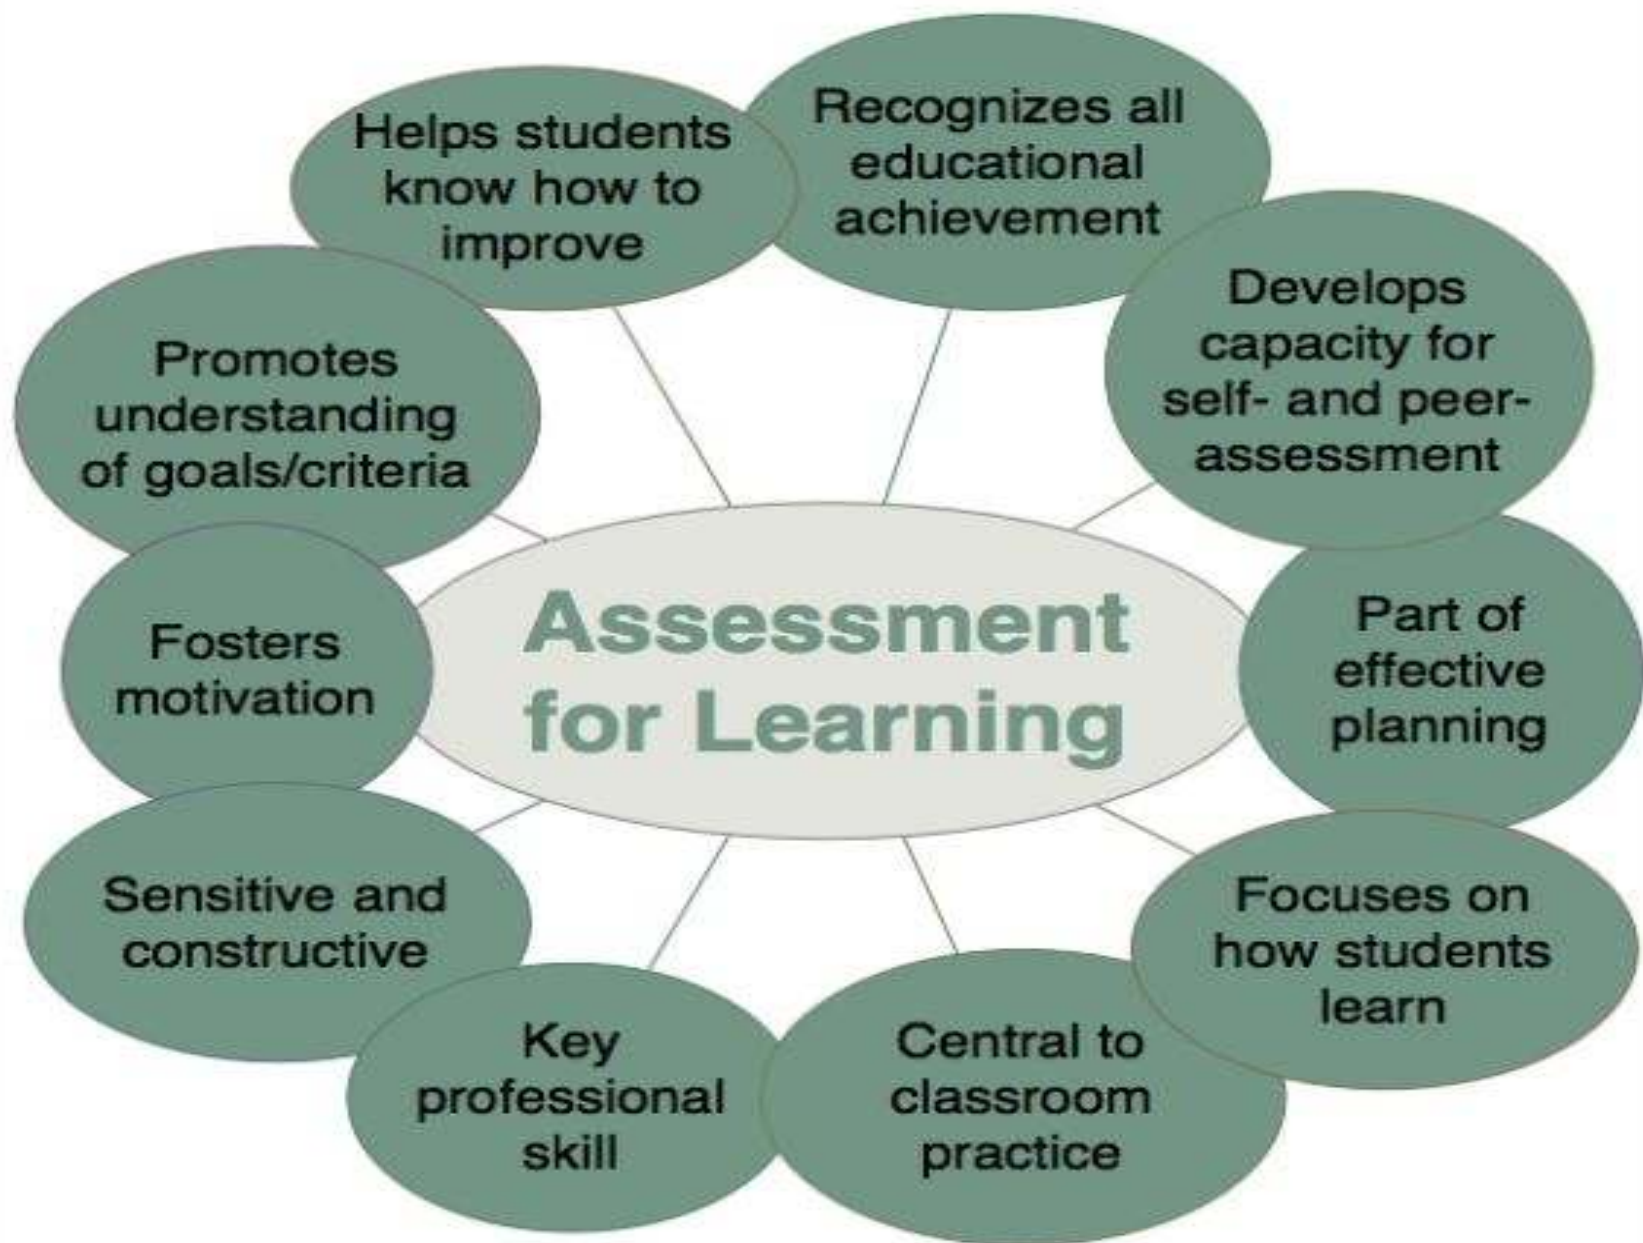 Helps students
know how to
improve
Recognizes all
educational
achievement
Develops
capacity for
self- and peer-
assessment
Part of
effective
planning
Focuses on
how students
learn
Central to
classroom
practice
Key
professional
skill
Sensitive and
constructive
Fosters
motivation
Promotes
understanding
of goals/criteria
Assessment
for Learning